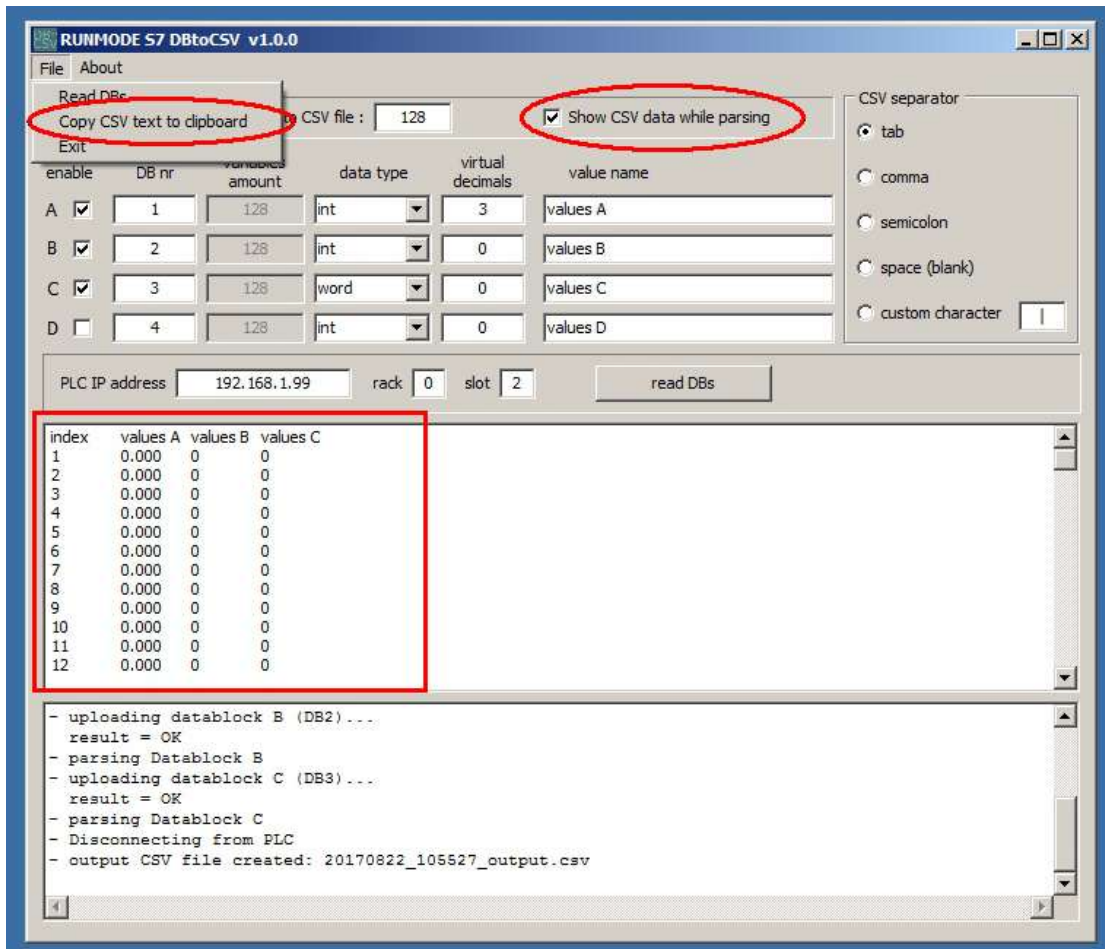 RUNMODE S7 DBtoCSV v1.0.0
File About
Read DBs
Copy CSV text to clipboard
Exit
to CSV file : 128
Show CSV data while parsing
CSV separator
tab
comma
semicolon
space (blank)
custom character |
enable DB nr variables amount data type virtual decimals value name
A 1 128 int 3 values A
B 2 128 int 0 values B
C 3 128 word 0 values C
D 4 128 int 0 values D
PLC IP address 192.168.1.99 rack 0 slot 2 read DBs
index values A values B values C
1 0.000 0 0
2 0.000 0 0
3 0.000 0 0
4 0.000 0 0
5 0.000 0 0
6 0.000 0 0
7 0.000 0 0
8 0.000 0 0
9 0.000 0 0
10 0.000 0 0
11 0.000 0 0
12 0.000 0 0
- uploading datablock B (DB2)...
result = OK
- parsing Datablock B
- uploading datablock C (DB3)...
result = OK
- parsing Datablock C
- Disconnecting from PLC
- output CSV file created: 20170822_105527_output.csv